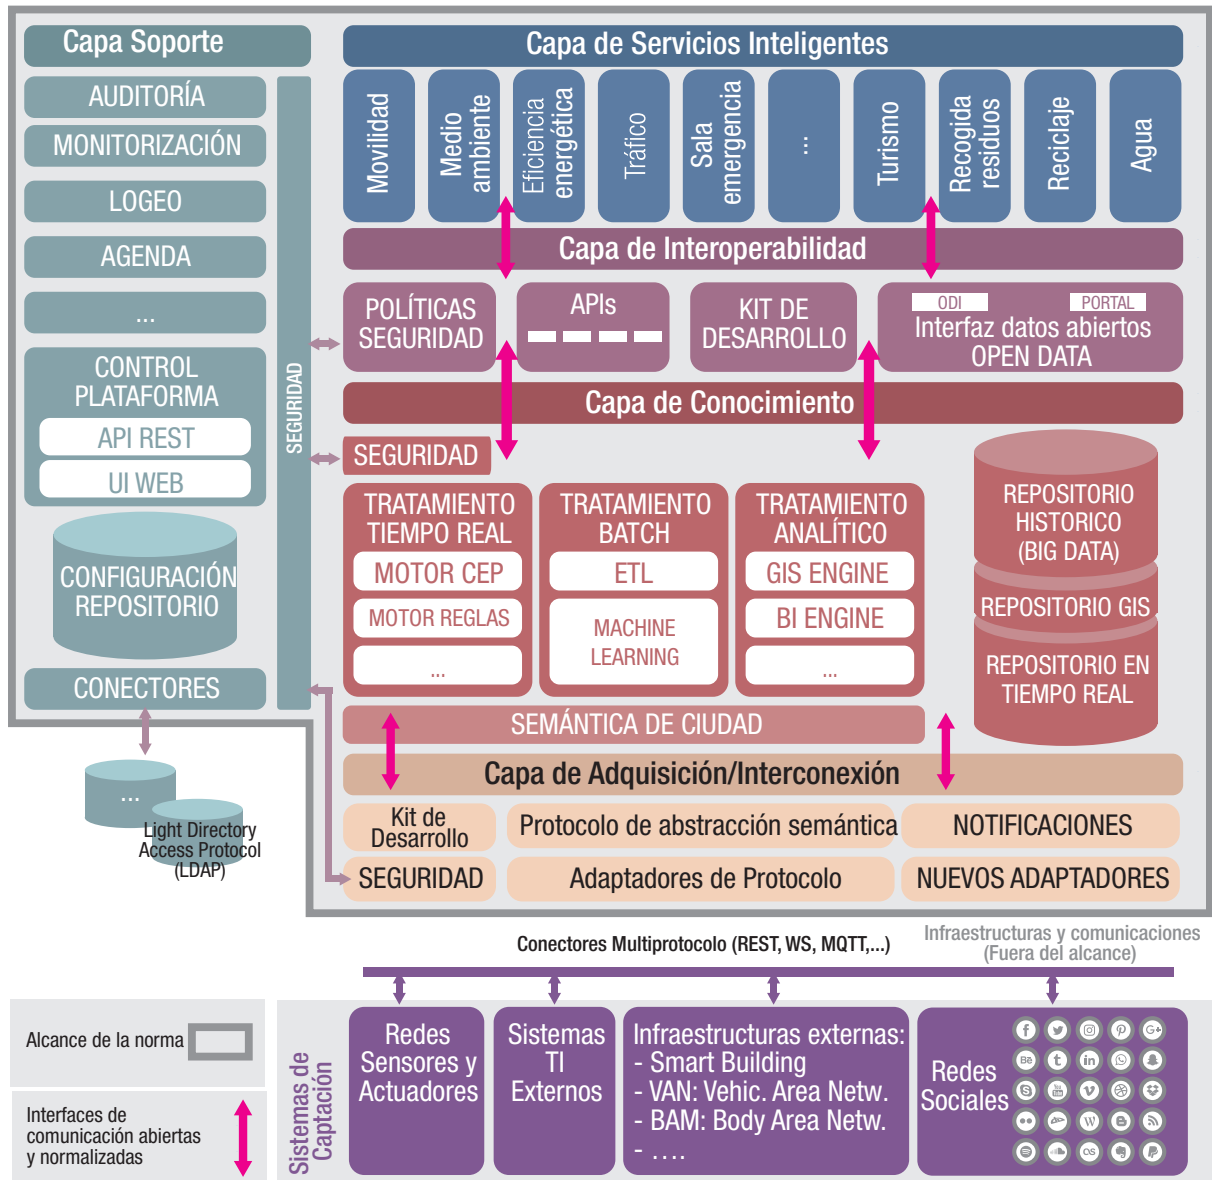 Capa Soporte
AUDITORÍA
MONITORIZACIÓN
LOGEO
AGENDA
...
CONTROL
PLATAFORMA
API REST
UI WEB
CONFIGURACIÓN
REPOSITORIO
CONECTORES
SEGURIDAD
...
Light Directory
Access Protocol
(LDAP)
Capa de Servicios Inteligentes
Movilidad
Medio
ambiente
Eficiencia
energética
Tráfico
Sala
emergencia
...
Turismo
Recogida
residuos
Reciclaje
Agua
Capa de Interoperabilidad
POLÍTICAS
SEGURIDAD
APIs
KIT DE
DESARROLLO
ODI
PORTAL
Interfaz datos abiertos
OPEN DATA
Capa de Conocimiento
SEGURIDAD
TRATAMIENTO
TIEMPO REAL
MOTOR CEP
MOTOR REGLAS
...
TRATAMIENTO
BATCH
ETL
MACHINE
LEARNING
TRATAMIENTO
ANALÍTICO
GIS ENGINE
BI ENGINE
...
REPOSITORIO
HISTORICO
(BIG DATA)
REPOSITORIO GIS
REPOSITORIO EN
TIEMPO REAL
SEMÁNTICA DE CIUDAD
Capa de Adquisición/Interconexión
Kit de
Desarrollo
Protocolo de abstracción semántica
NOTIFICACIONES
SEGURIDAD
Adaptadores de Protocolo
NUEVOS ADAPTADORES
Conectores Multiprotocolo (REST, WS, MQTT,...)
Infraestructuras y comunicaciones
(Fuera del alcance)
Alcance de la norma
Interfaces de
comunicación abiertas
y normalizadas
Sistemas de
Captación
Redes
Sensores y
Actuadores
Sistemas
TI
Externos
Infraestructuras externas:
- Smart Building
- VAN: Vehic. Area Netw.
- BAM: Body Area Netw.
- ....
Redes
Sociales